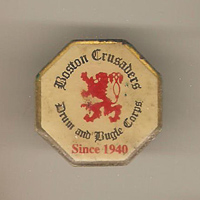 Boston Crusaders
Drum and Bugle Corps
Since 1940